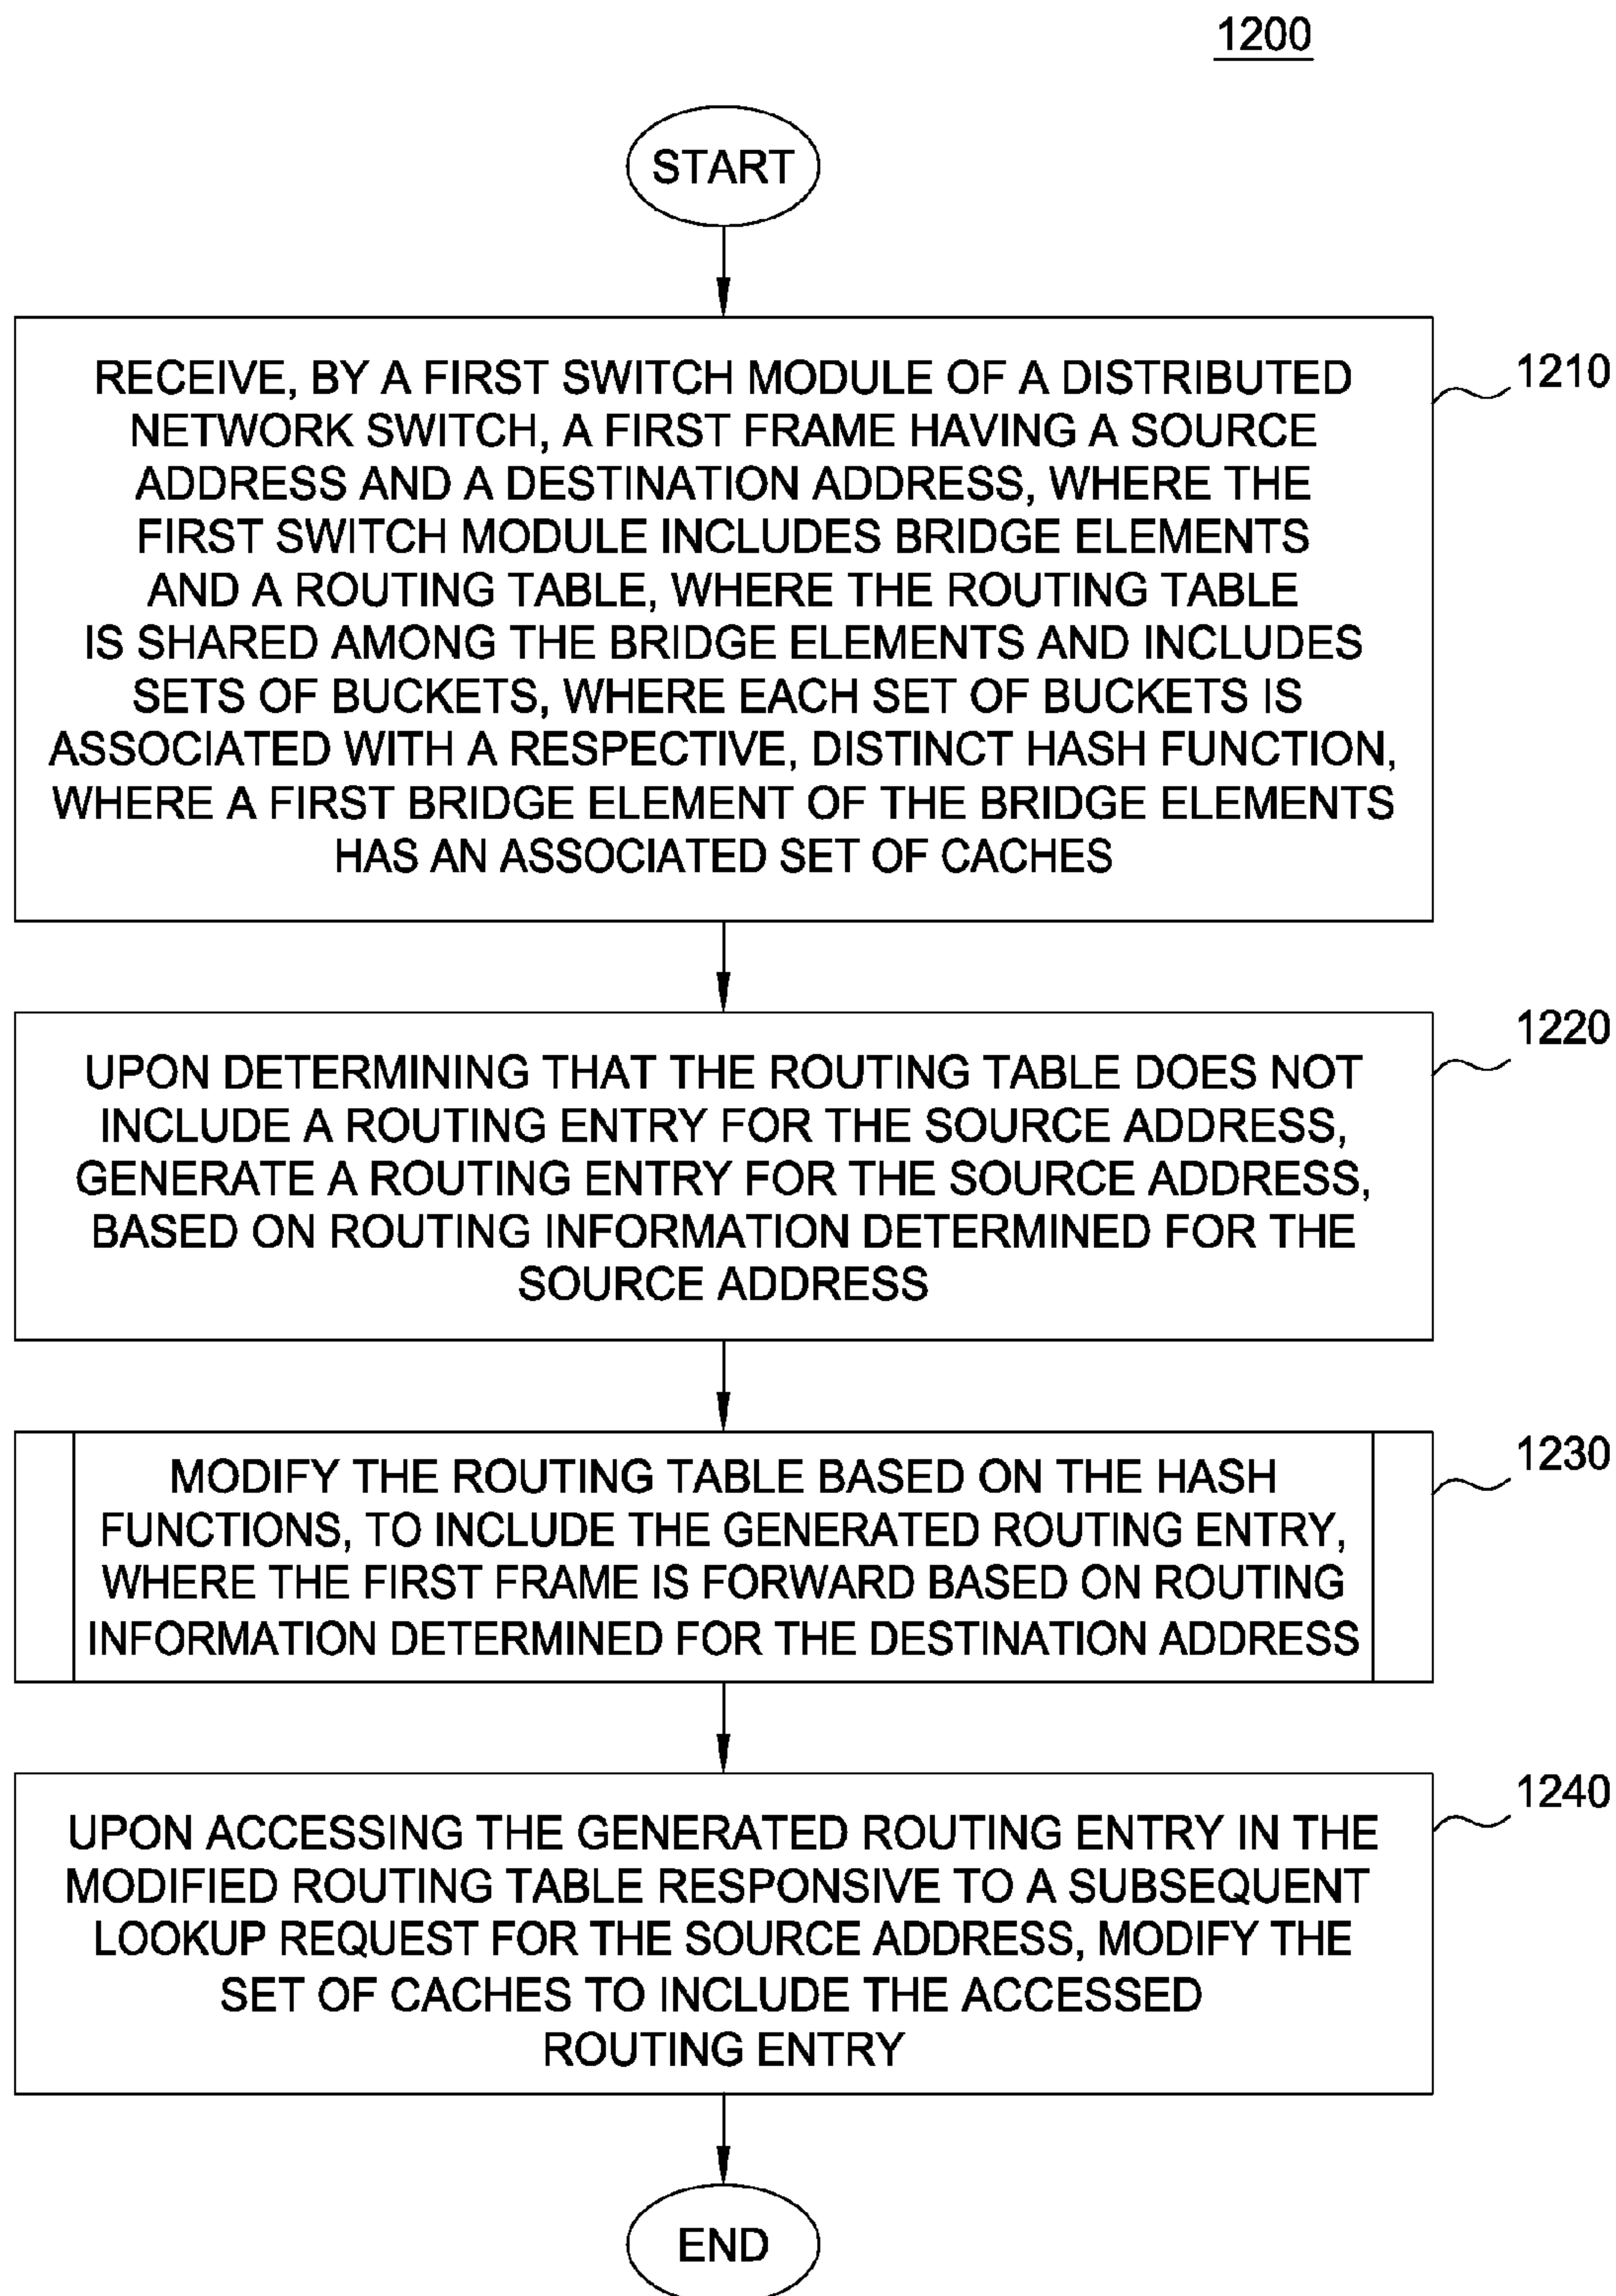 1200
START
RECEIVE, BY A FIRST SWITCH MODULE OF A DISTRIBUTED
NETWORK SWITCH, A FIRST FRAME HAVING A SOURCE
ADDRESS AND A DESTINATION ADDRESS, WHERE THE
FIRST SWITCH MODULE INCLUDES BRIDGE ELEMENTS
AND A ROUTING TABLE, WHERE THE ROUTING TABLE
IS SHARED AMONG THE BRIDGE ELEMENTS AND INCLUDES
SETS OF BUCKETS, WHERE EACH SET OF BUCKETS IS
ASSOCIATED WITH A RESPECTIVE, DISTINCT HASH FUNCTION,
WHERE A FIRST BRIDGE ELEMENT OF THE BRIDGE ELEMENTS
HAS AN ASSOCIATED SET OF CACHES
1210
UPON DETERMINING THAT THE ROUTING TABLE DOES NOT
INCLUDE A ROUTING ENTRY FOR THE SOURCE ADDRESS,
GENERATE A ROUTING ENTRY FOR THE SOURCE ADDRESS,
BASED ON ROUTING INFORMATION DETERMINED FOR THE
SOURCE ADDRESS
1220
MODIFY THE ROUTING TABLE BASED ON THE HASH
FUNCTIONS, TO INCLUDE THE GENERATED ROUTING ENTRY,
WHERE THE FIRST FRAME IS FORWARD BASED ON ROUTING
INFORMATION DETERMINED FOR THE DESTINATION ADDRESS
1230
UPON ACCESSING THE GENERATED ROUTING ENTRY IN THE
MODIFIED ROUTING TABLE RESPONSIVE TO A SUBSEQUENT
LOOKUP REQUEST FOR THE SOURCE ADDRESS, MODIFY THE
SET OF CACHES TO INCLUDE THE ACCESSED
ROUTING ENTRY
1240
END